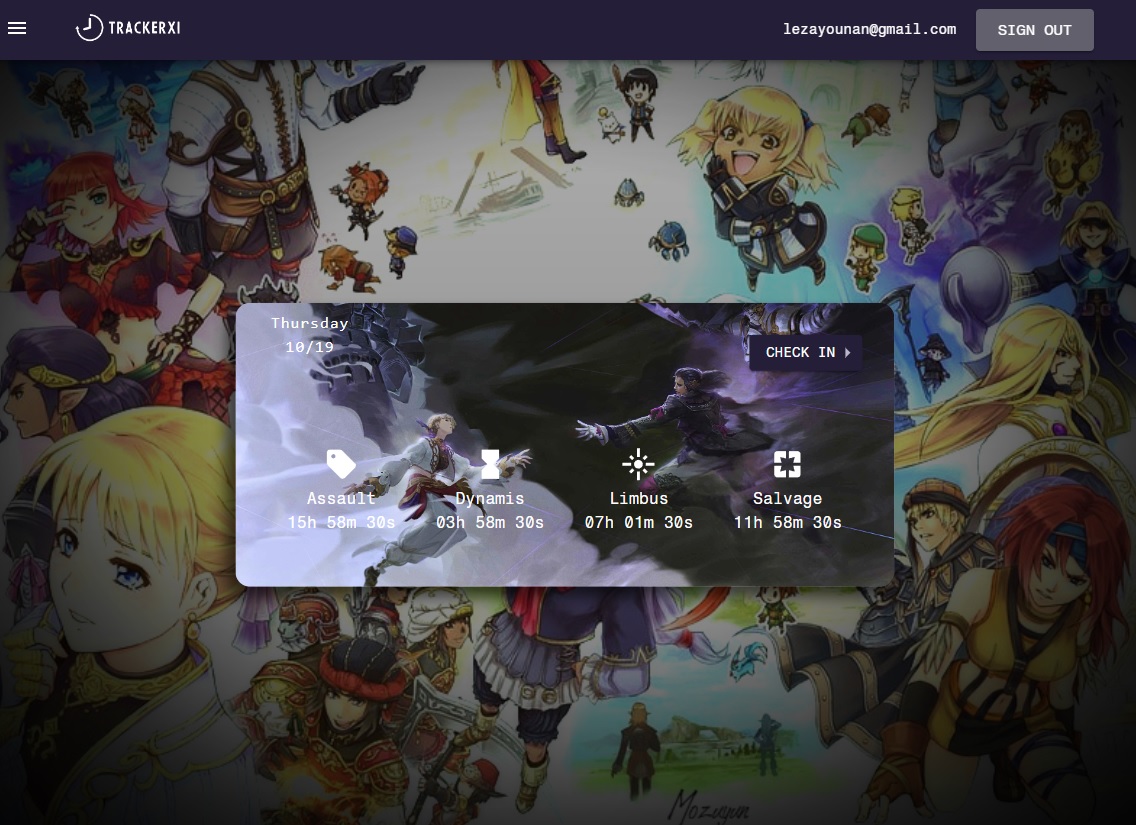 TRACKERXI
lezayounan@gmail.com
SIGN OUT
Thursday
10/19
CHECK IN
Assault
Dynamis
Limbus
Salvage
15h 58m 30s
03h 58m 30s
07h 01m 30s
11h 58m 30s